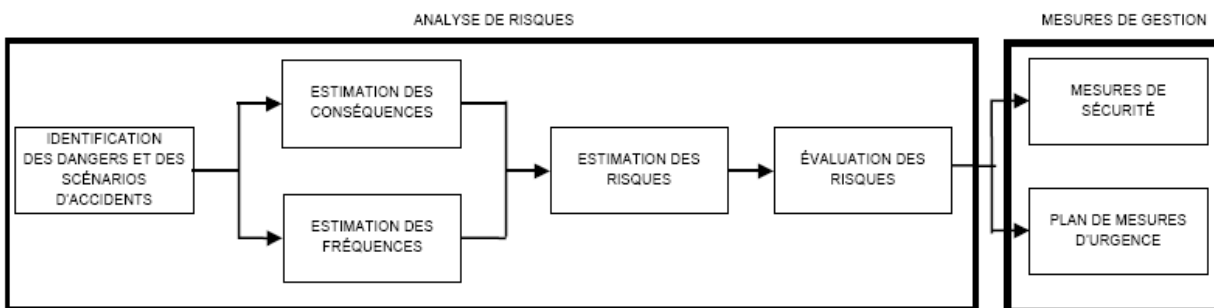 ANALYSE DE RISQUES
MESURES DE GESTION
IDENTIFICATION
DES DANGERS ET DES
SCÉNARIOS
D'ACCIDENTS
ESTIMATION DES
CONSÉQUENCES
ESTIMATION DES
FRÉQUENCES
ESTIMATION DES
RISQUES
ÉVALUATION DES
RISQUES
MESURES DE
SÉCURITÉ
PLAN DE MESURES
D'URGENCE